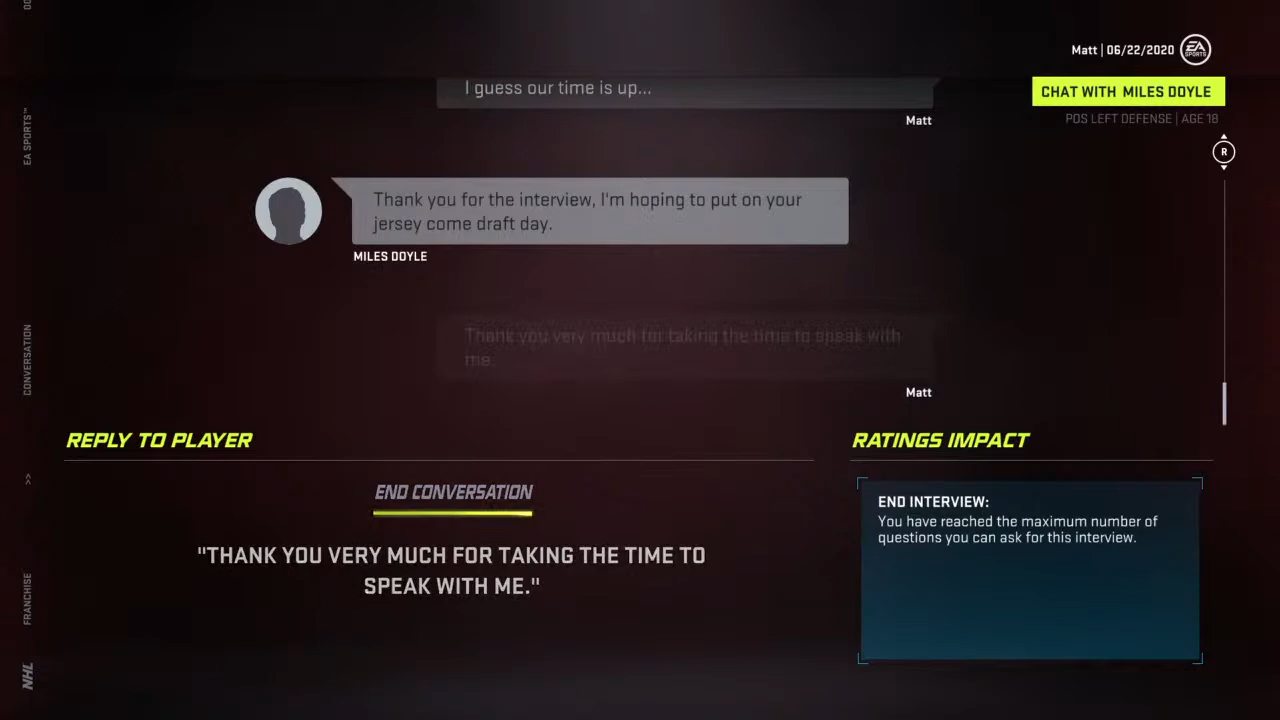 Matt | 06/22/2020
EA
SPORTS
I guess our time is up...
CHAT WITH MILES DOYLE
Matt
POS LEFT DEFENSE | AGE 18
R
Thank you for the interview, I'm hoping to put on your
jersey come draft day.
MILES DOYLE
Thank you very much for taking the time to speak with
me.
Matt
REPLY TO PLAYER
RATINGS IMPACT
END CONVERSATION
"THANK YOU VERY MUCH FOR TAKING THE TIME TO
SPEAK WITH ME."
END INTERVIEW:
You have reached the maximum number of
questions you can ask for this interview.
EA SPORTS™
CONVERSATION
>>
FRANCHISE
NHL